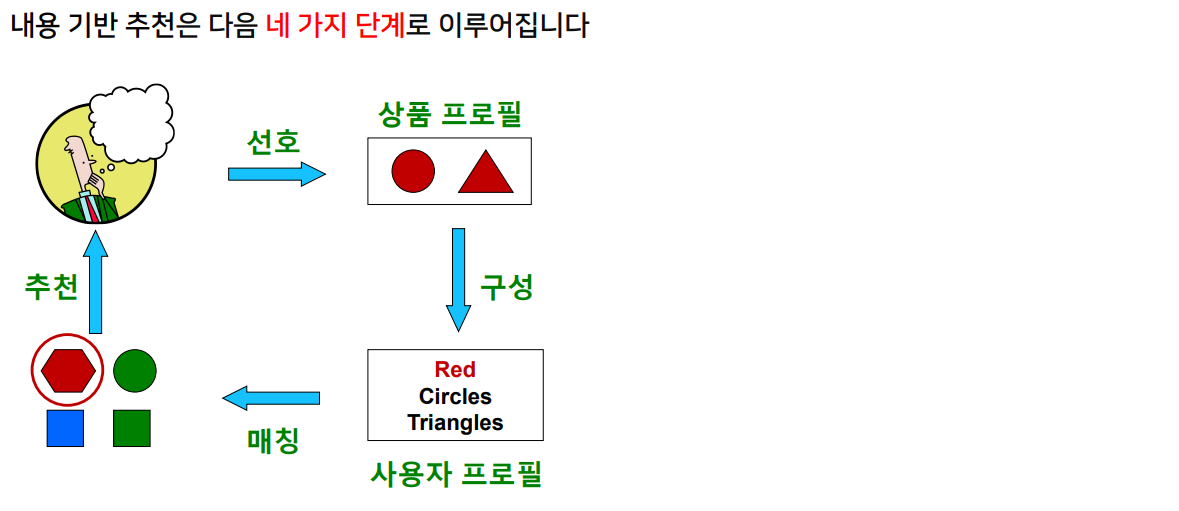 내용 기반 추천은 다음 네 가지 단계로 이루어집니다
상품 프로필
선호
추천
구성
Red
Circles
Triangles
매칭
사용자 프로필